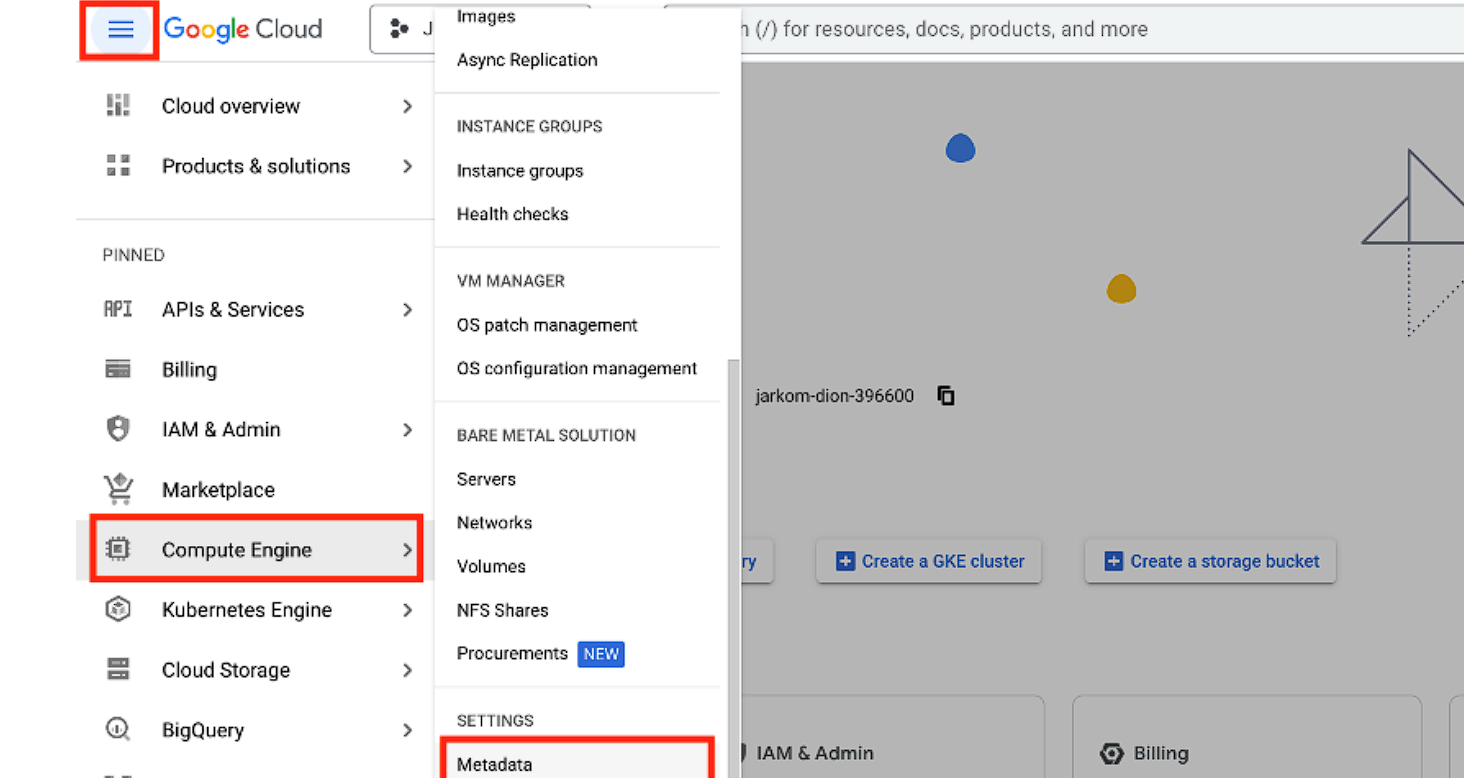 Google Cloud
J
(/) for resources, docs, products, and more
Cloud overview
Products & solutions
PINNED
API APIs & Services
Billing
IAM & Admin
Marketplace
Compute Engine
Kubernetes Engine
Cloud Storage
BigQuery
Images
Async Replication
INSTANCE GROUPS
Instance groups
Health checks
VM MANAGER
OS patch management
OS configuration management
BARE METAL SOLUTION
Servers
Networks
Volumes
NFS Shares
Procurements NEW
SETTINGS
Metadata
jarkom-dion-396600
Create a GKE cluster
Create a storage bucket
IAM & Admin
Billing